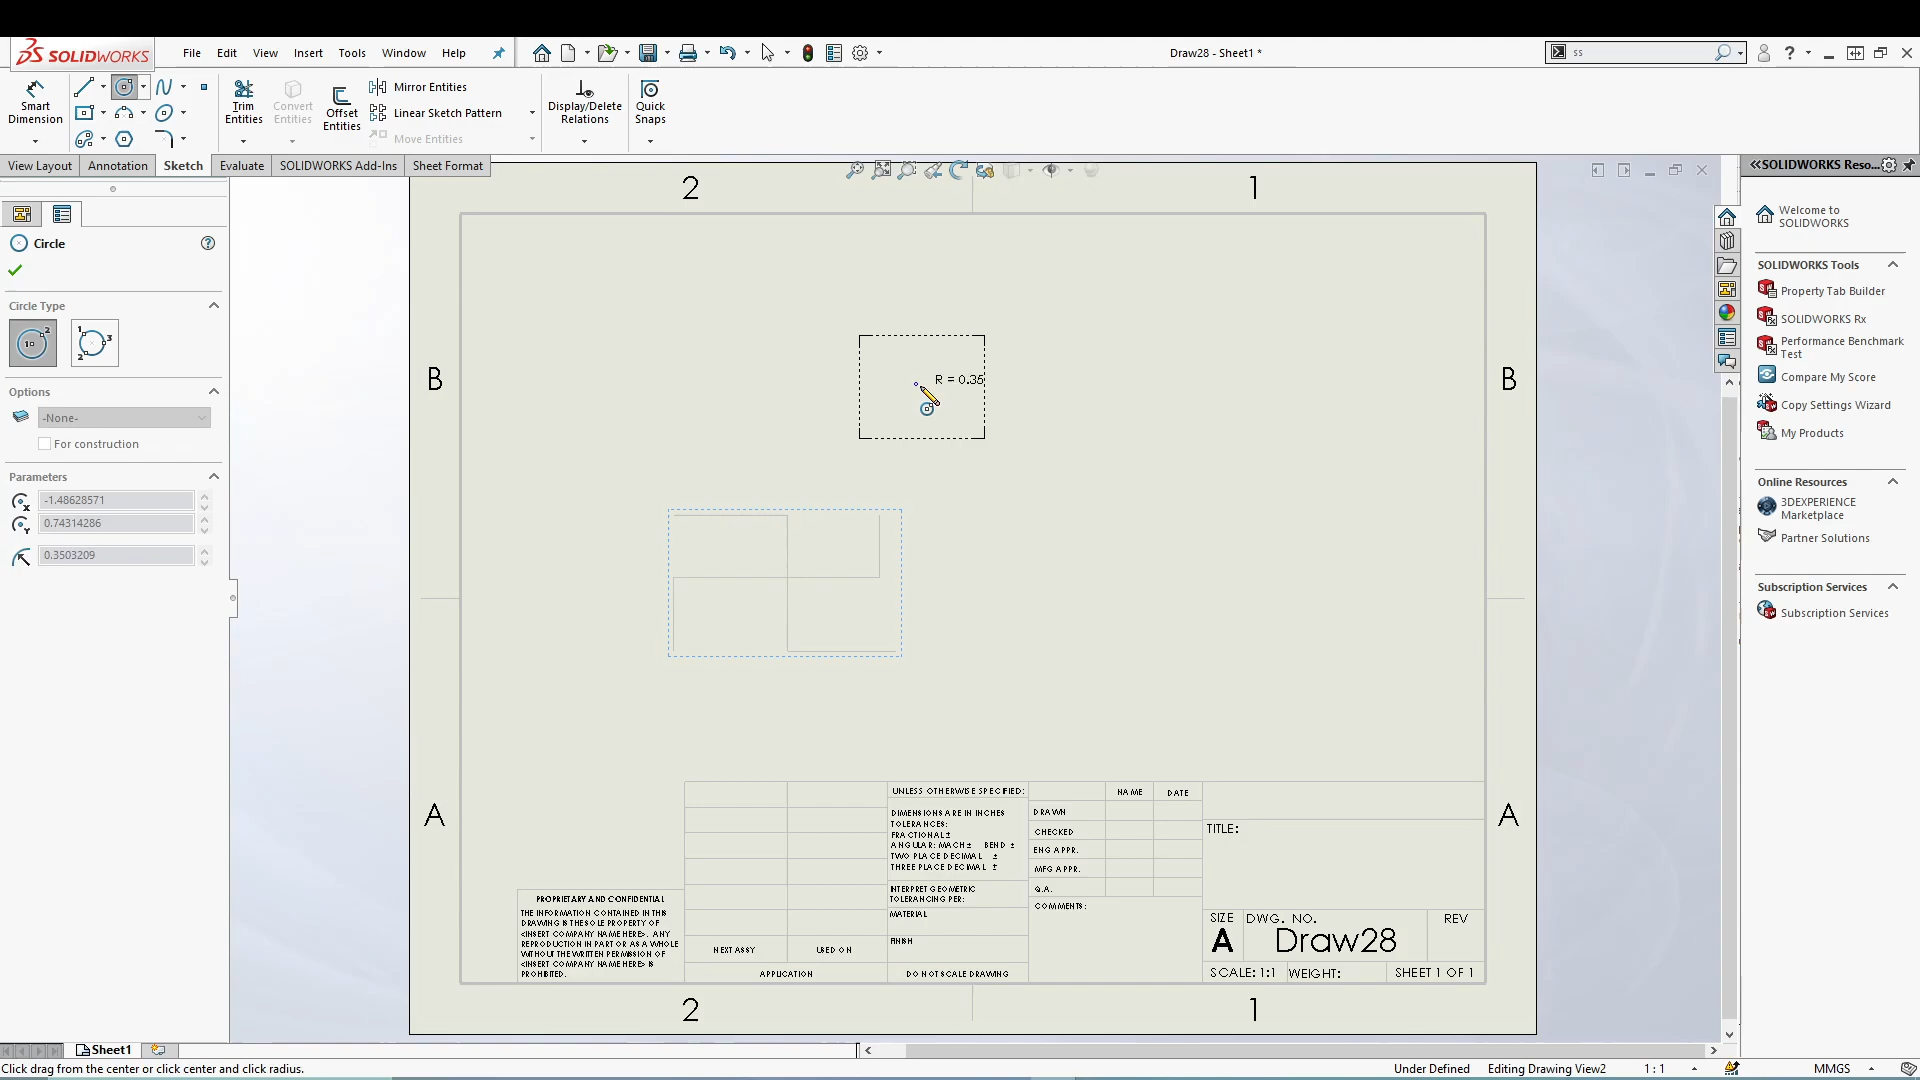 SOLIDWORKS
File Edit View Insert Tools Window Help
Draw28 - Sheet1 *
ss
Smart
Dimension
Trim
Entities
Convert
Entities
Offset
Entities
Mirror Entities
Linear Sketch Pattern
Move Entities
Display/Delete
Relations
Quick
Snaps
View Layout Annotation Sketch Evaluate SOLIDWORKS Add-Ins Sheet Format
Circle
Circle Type
Options
-None-
For construction
Parameters
-1.48628571
0.74314286
0.3503209
2 1
B B
R = 0.35
A A
UNLESS OTHERWISE SPECIFIED:
DIMENSIONS ARE IN INCHES
TOLERANCES:
FRACTIONAL±
ANGULAR: MACH± BEND ±
TWO PLACE DECIMAL ±
THREE PLACE DECIMAL ±
INTERPRET GEOMETRIC
TOLERANCING PER:
MATERIAL
FINISH
DO NOT SCALE DRAWING
NAME DATE
DRAWN
CHECKED
ENG APPR.
MFG APPR.
Q.A.
COMMENTS:
TITLE:
SIZE DWG. NO. REV
A Draw28
SCALE: 1:1 WEIGHT: SHEET 1 OF 1
PROPRIETARY AND CONFIDENTIAL
THE INFORMATION CONTAINED IN THIS
DRAWING IS THE SOLE PROPERTY OF
<INSERT COMPANY NAME HERE>. ANY
REPRODUCTION IN PART OR AS A WHOLE
WITHOUT THE WRITTEN PERMISSION OF
<INSERT COMPANY NAME HERE> IS
PROHIBITED.
NEXT ASSY USED ON
APPLICATION
2 1
SOLIDWORKS Reso...
Welcome to
SOLIDWORKS
SOLIDWORKS Tools
Property Tab Builder
SOLIDWORKS Rx
Performance Benchmark
Test
Compare My Score
Copy Settings Wizard
My Products
Online Resources
3DEXPERIENCE
Marketplace
Partner Solutions
Subscription Services
Subscription Services
Sheet1
Click drag from the center or click center and click radius.
Under Defined Editing Drawing View2 1 : 1 MMGS